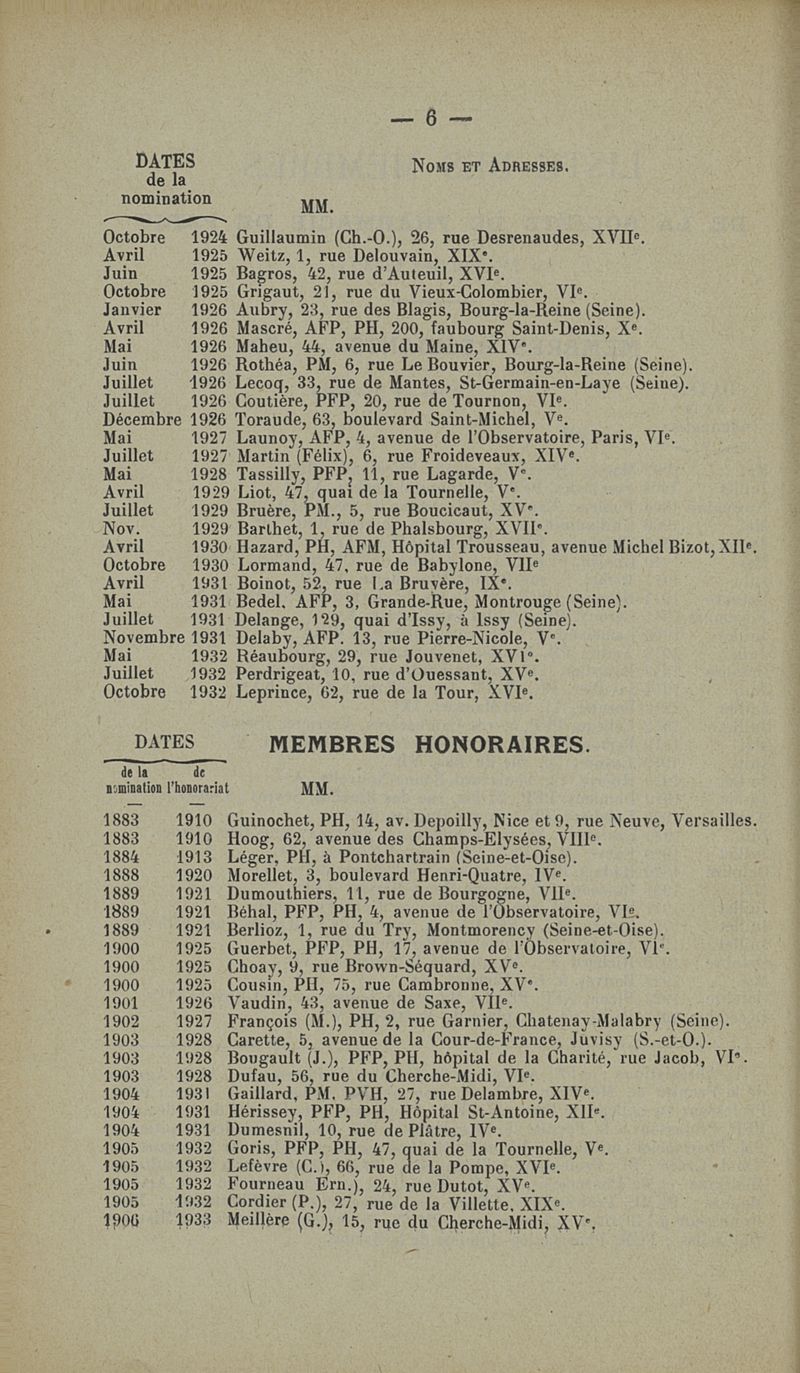 — 6 —
DATES
de la
nomination
NOMS ET ADRESSES.
MM.
Octobre 1924 Guillaumin (Ch.-O.), 26, rue Desrenaudes, XVIIe.
Avril 1925 Weitz, 1, rue Delouvain, XIXe.
Juin 1925 Bagros, 42, rue d'Auteuil, XVIe.
Octobre 1925 Grigaut, 21, rue du Vieux-Colombier, VIe.
Janvier 1926 Aubry, 23, rue des Blagis, Bourg-la-Reine (Seine).
Avril 1926 Mascré, AFP, PH, 200, faubourg Saint-Denis, Xe.
Mai 1926 Maheu, 44, avenue du Maine, XIVe.
Juin 1926 Rothéa, PM, 6, rue Le Bouvier, Bourg-la-Reine (Seine).
Juillet 1926 Lecoq, 33, rue de Mantes, St-Germain-en-Laye (Seine).
Juillet 1926 Coutière, PFP, 20, rue de Tournon, VIe.
Décembre 1926 Toraude, 63, boulevard Saint-Michel, Ve.
Mai 1927 Launoy, AFP, 4, avenue de l'Observatoire, Paris, VIe.
Juillet 1927 Martin (Félix), 6, rue Froideveaux, XIVe.
Mai 1928 Tassilly, PFP, 11, rue Lagarde, Ve.
Avril 1929 Liot, 47, quai de la Tournelle, Ve.
Juillet 1929 Bruère, PM., 5, rue Boucicaut, XVe.
Nov. 1929 Barthet, 1, rue de Phalsbourg, XVIIe.
Avril 1930 Hazard, PH, AFM, Hôpital Trousseau, avenue Michel Bizot, XIIe.
Octobre 1930 Lormand, 47, rue de Babylone, VIIe
Avril 1931 Boinot, 52, rue La Bruyère, IXe.
Mai 1931 Bedel. AFP, 3, Grande-Rue, Montrouge (Seine).
Juillet 1931 Delange, 129, quai d'Issy, à Issy (Seine).
Novembre 1931 Delaby, AFP. 13, rue Pierre-Nicole, Ve.
Mai 1932 Réaubourg, 29, rue Jouvenet, XVIe.
Juillet 1932 Perdrigeat, 10, rue d'Ouessant, XVe.
Octobre 1932 Leprince, 62, rue de la Tour, XVIe.
DATES
MEMBRES HONORAIRES.
de la de
nomination l'honorariat
MM.
1883 1910 Guinochet, PH, 14, av. Depoilly, Nice et 9, rue Neuve, Versailles.
1883 1910 Hoog, 62, avenue des Champs-Elysées, VIIIe.
1884 1913 Léger, PH, à Pontchartrain (Seine-et-Oise).
1888 1920 Morellet, 3, boulevard Henri-Quatre, IVe.
1889 1921 Dumouthiers, 11, rue de Bourgogne, VIIe.
1889 1921 Béhal, PFP, PH, 4, avenue de l'Observatoire, VIe.
1889 1921 Berlioz, 1, rue du Try, Montmorency (Seine-et-Oise).
1900 1925 Guerbet, PFP, PH, 17, avenue de l'Observatoire, VIe.
1900 1925 Choay, 9, rue Brown-Séquard, XVe.
1900 1925 Cousin, PH, 75, rue Cambronne, XVe.
1901 1926 Vaudin, 43, avenue de Saxe, VIIe.
1902 1927 François (M.), PH, 2, rue Garnier, Chatenay-Malabry (Seine).
1903 1928 Carette, 5, avenue de la Cour-de-France, Juvisy (S.-et-O.).
1903 1928 Bougault (J.), PFP, PH, hôpital de la Charité, rue Jacob, VIe.
1903 1928 Dufau, 56, rue du Cherche-Midi, VIe.
1904 1931 Gaillard, PM. PVH, 27, rue Delambre, XIVe.
1904 1931 Hérissey, PFP, PH, Hôpital St-Antoine, XIIe.
1904 1931 Dumesnil, 10, rue de Plâtre, IVe.
1905 1932 Goris, PFP, PH, 47, quai de la Tournelle, Ve.
1905 1932 Lefèvre (C.), 66, rue de la Pompe, XVIe.
1905 1932 Fourneau Ern.), 24, rue Dutot, XVe.
1905 1932 Cordier (P.), 27, rue de la Villette, XIXe.
1906 1933 Meillère (G.), 15, rue du Cherche-Midi, XVe.